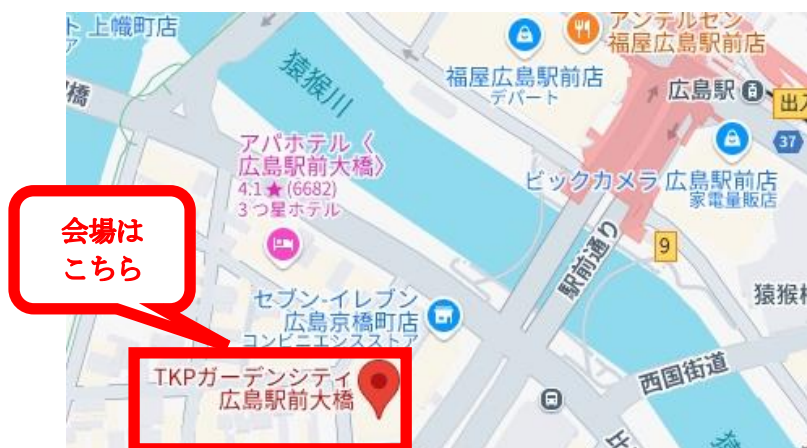 ト 上幟町店
ア
アンデルセン
福屋広島駅前店
福屋広島駅前店
デパート
猿猴川
橋
広島駅
出入
37
アパホテル〈
広島駅前大橋〉
4.1★(6682)
3 つ星ホテル
ビックカメラ 広島駅前店
家電量販店
会場は
こちら
駅前通り
9
猿猴橋
セブン-イレブン
広島京橋町店
コンビニエンスストア
TKPガーデンシティ
広島駅前大橋
西国街道
猿